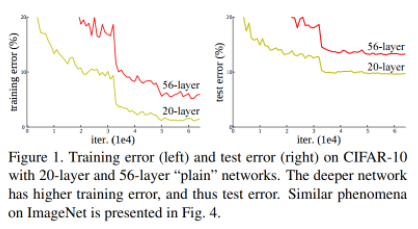 20
10
0
training error (%)
56-layer
20-layer
0 1 2 3 4 5 6
iter. (1e4)
20
10
0
test error (%)
56-layer
20-layer
0 1 2 3 4 5 6
iter. (1e4)
Figure 1. Training error (left) and test error (right) on CIFAR-10
with 20-layer and 56-layer “plain” networks. The deeper network
has higher training error, and thus test error. Similar phenomena
on ImageNet is presented in Fig. 4.